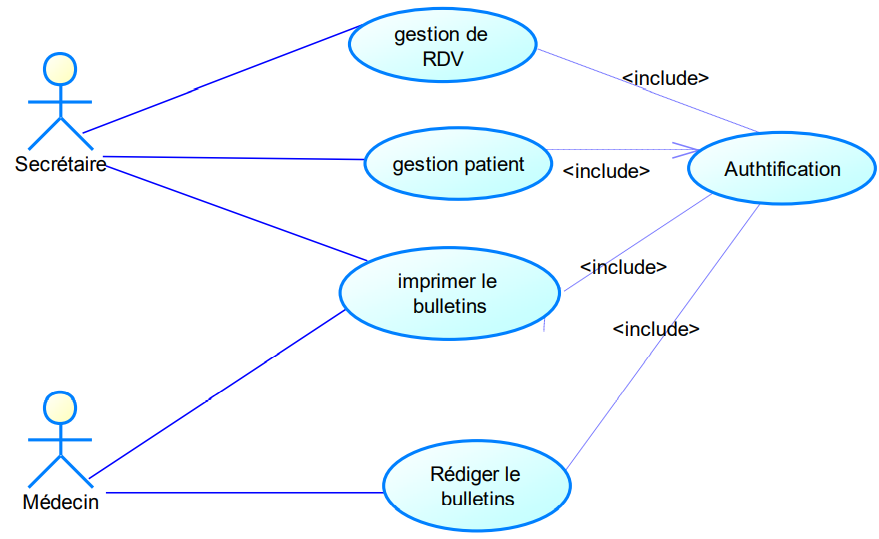 gestion de
RDV
<include>
Secrétaire
gestion patient
<include>
Authtification
imprimer le
bulletins
<include>
<include>
Médecin
Rédiger le
bulletins